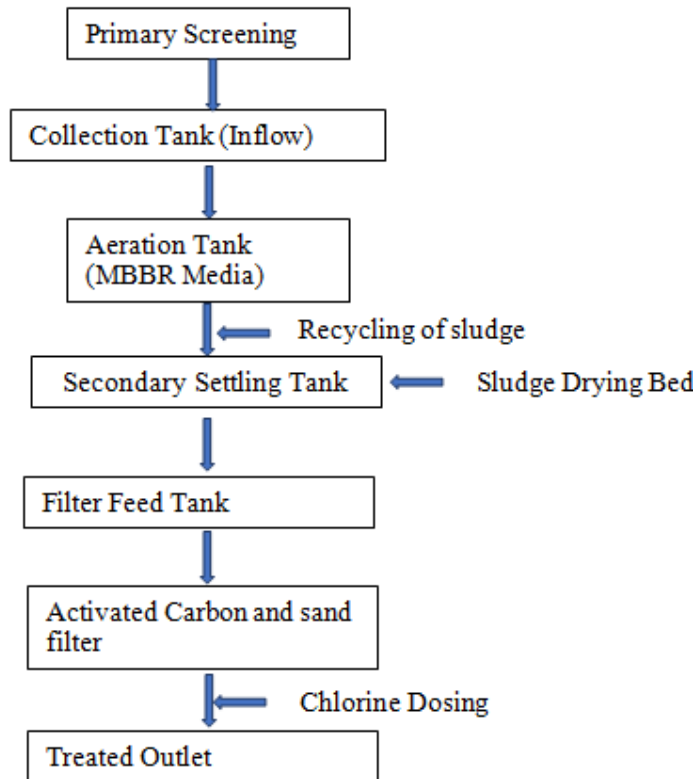 Primary Screening
Collection Tank (Inflow)
Aeration Tank
(MBBR Media)
Recycling of sludge
Secondary Settling Tank
Sludge Drying Bed
Filter Feed Tank
Activated Carbon and sand
filter
Chlorine Dosing
Treated Outlet